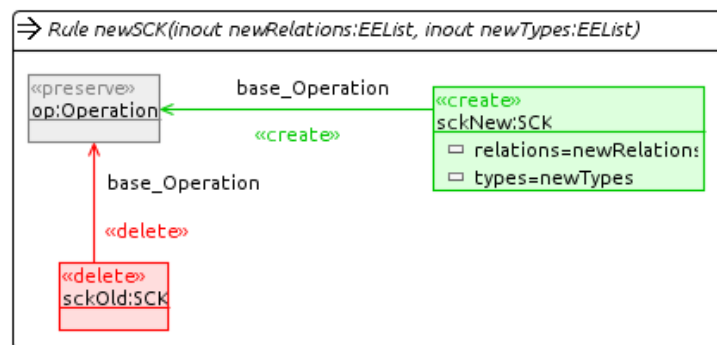 Rule newSCK(inout newRelations:EEList, inout newTypes:EEList)
«preserve»
op:Operation
base_Operation
«create»
«create»
sckNew:SCK
relations=newRelations
types=newTypes
base_Operation
«delete»
«delete»
sckOld:SCK